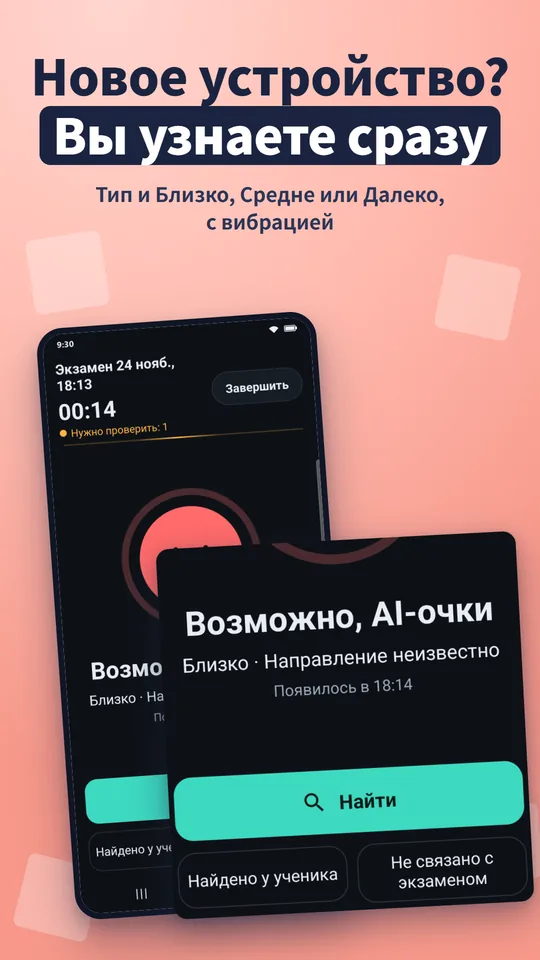 Новое устройство?
Вы узнаете сразу
Тип и Близко, Средне или Далеко,
с вибрацией
9:30
Экзамен 24 нояб.,
18:13
Завершить
00:14
Нужно проверить: 1
Возможно, AI-очки
Близко · Направление неизвестно
Появилось в 18:14
Найти
Найдено у ученика
Не связано с
экзаменом
Возмо
Близко · На
По
Найдено у уче